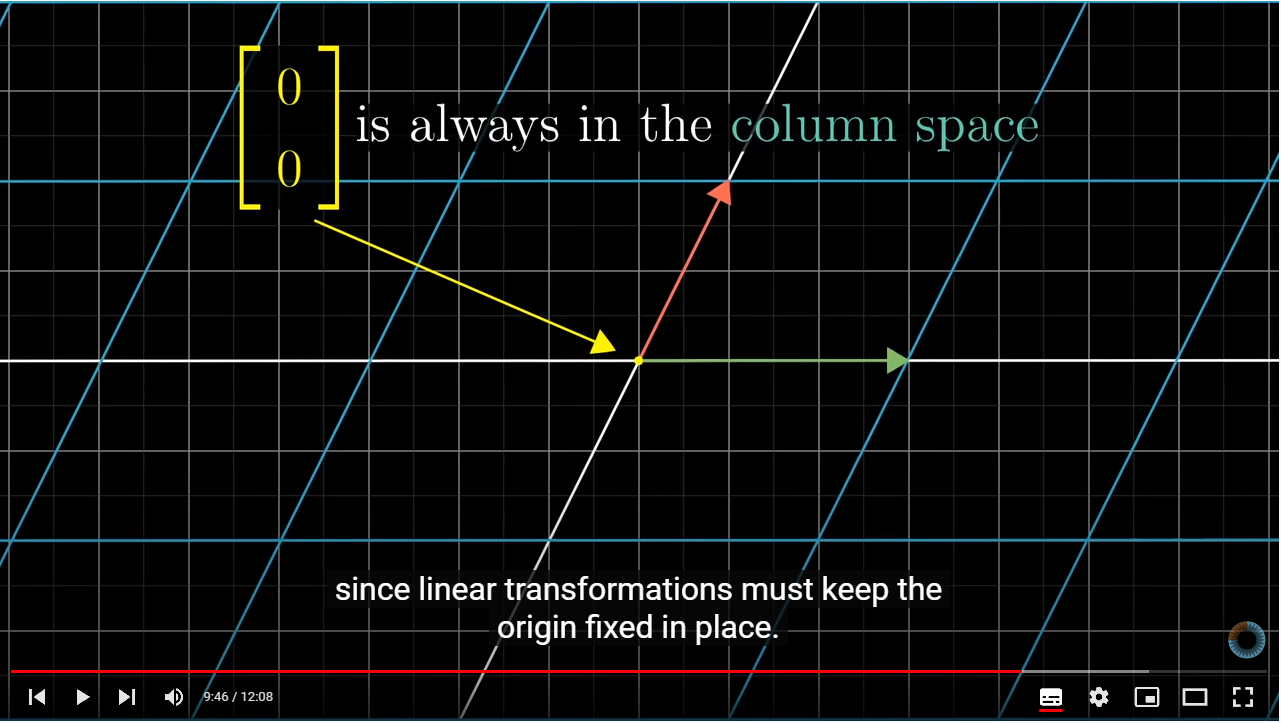 0
is always in the column space
0
since linear transformations must keep the
origin fixed in place.
9:46 / 12:08